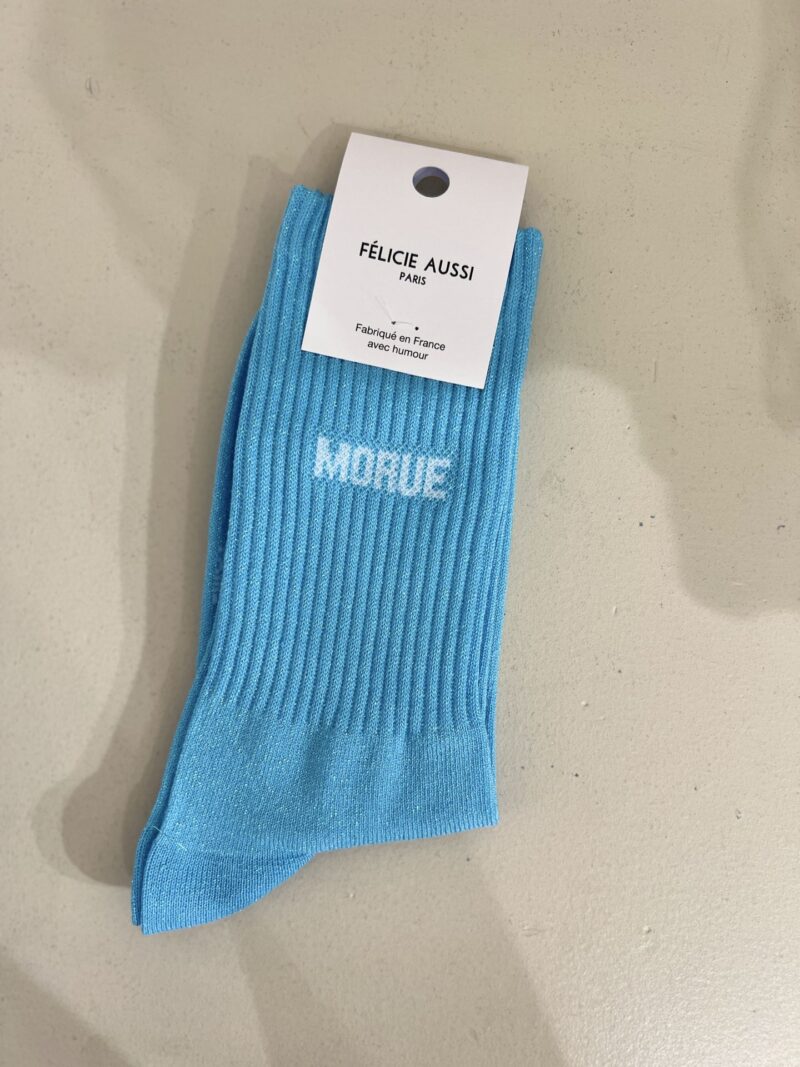 FÉLICIE AUSSI
PARIS
Fabriqué en France
avec humour
MORUE